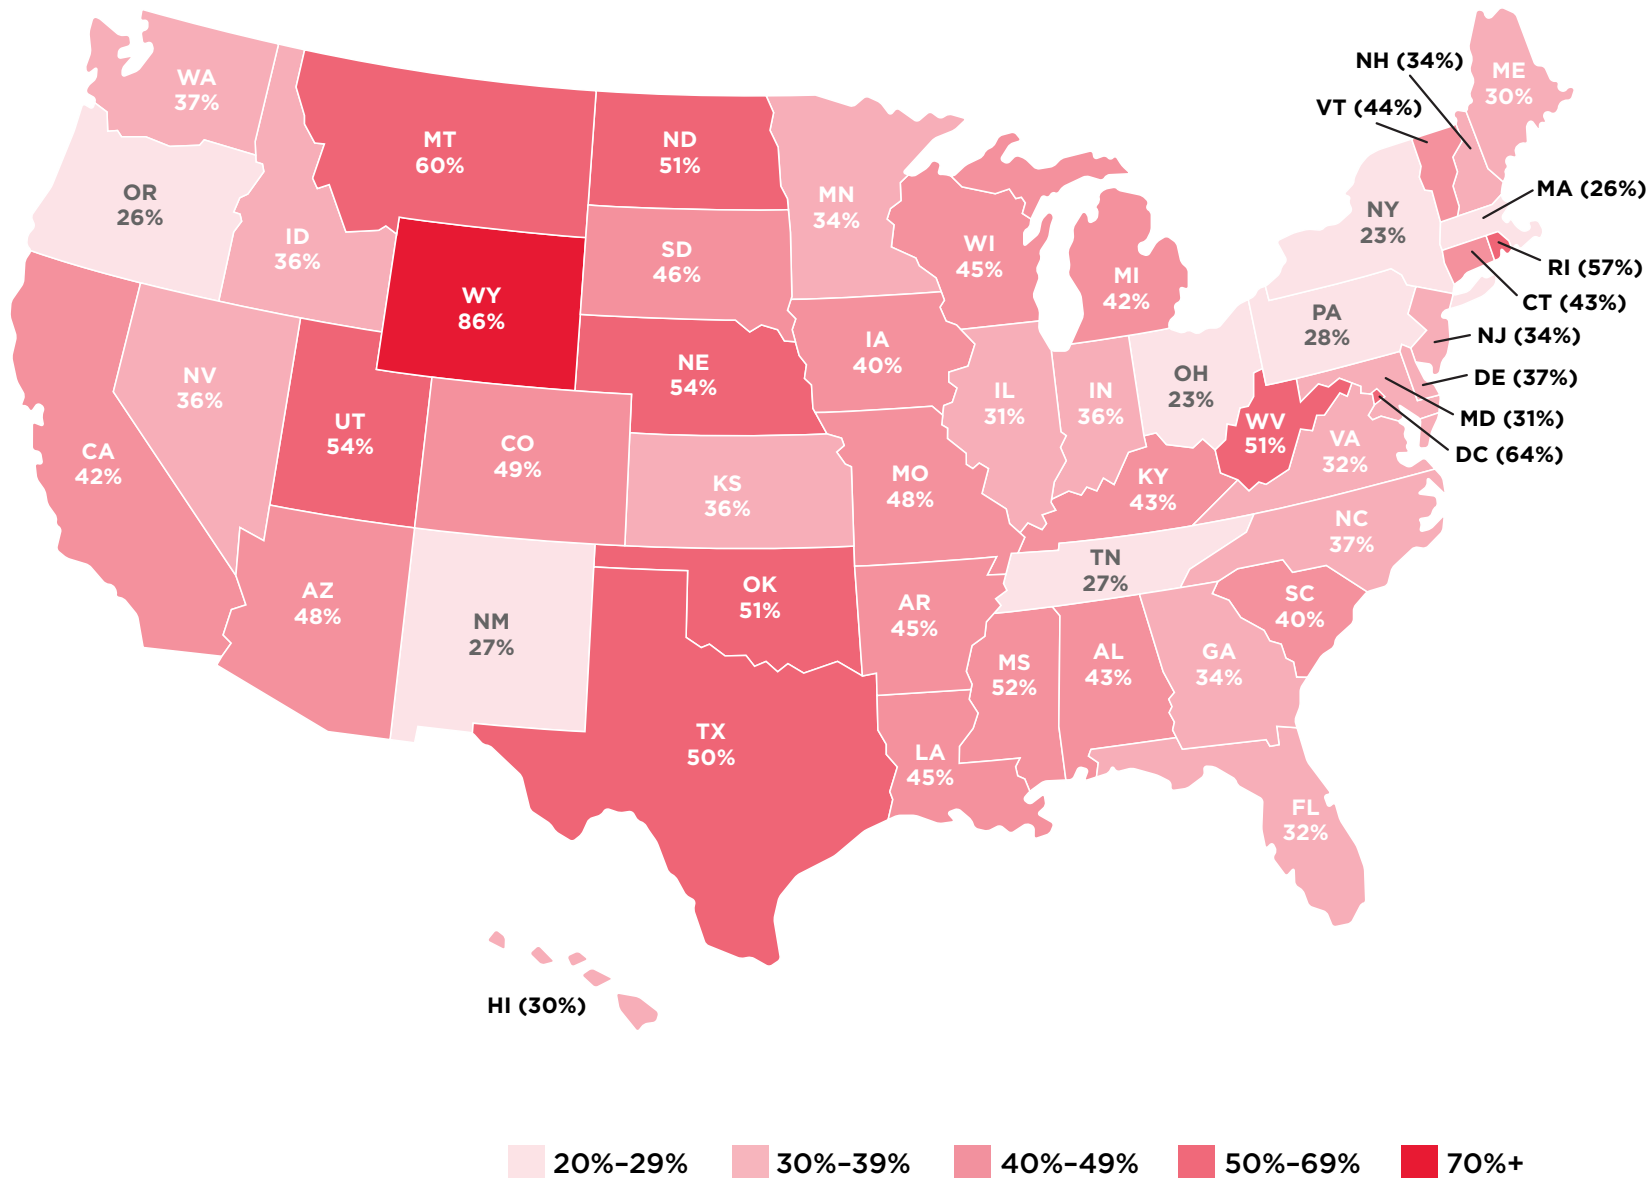 NH (34%)
ME
30%
WA
37%
VT (44%)
MT
60%
ND
51%
MN
34%
OR
26%
MA (26%)
NY
23%
ID
36%
SD
46%
WI
45%
RI (57%)
MI
42%
WY
86%
CT (43%)
PA
28%
NJ (34%)
IA
40%
NE
54%
NV
36%
OH
23%
DE (37%)
IL
31%
IN
36%
MD (31%)
UT
54%
WV
51%
CO
49%
VA
32%
DC (64%)
CA
42%
MO
48%
KY
43%
KS
36%
NC
37%
TN
27%
OK
51%
AZ
48%
SC
40%
AR
45%
NM
27%
MS
52%
AL
43%
GA
34%
TX
50%
LA
45%
FL
32%
HI (30%)
20%–29%
30%–39%
40%–49%
50%–69%
70%+